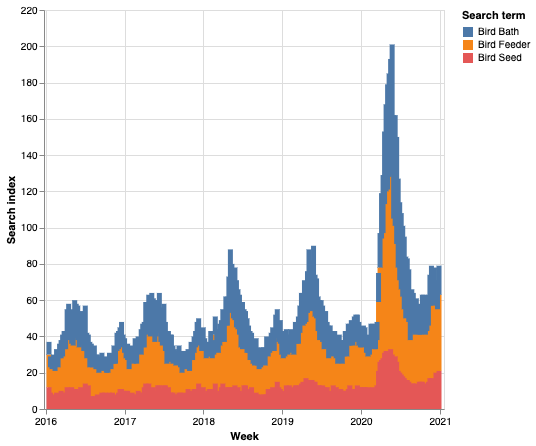 Search term
Bird Bath
Bird Feeder
Bird Seed
220
200
180
160
140
120
100
80
60
40
20
0
Search index
2016 2017 2018 2019 2020 2021
Week